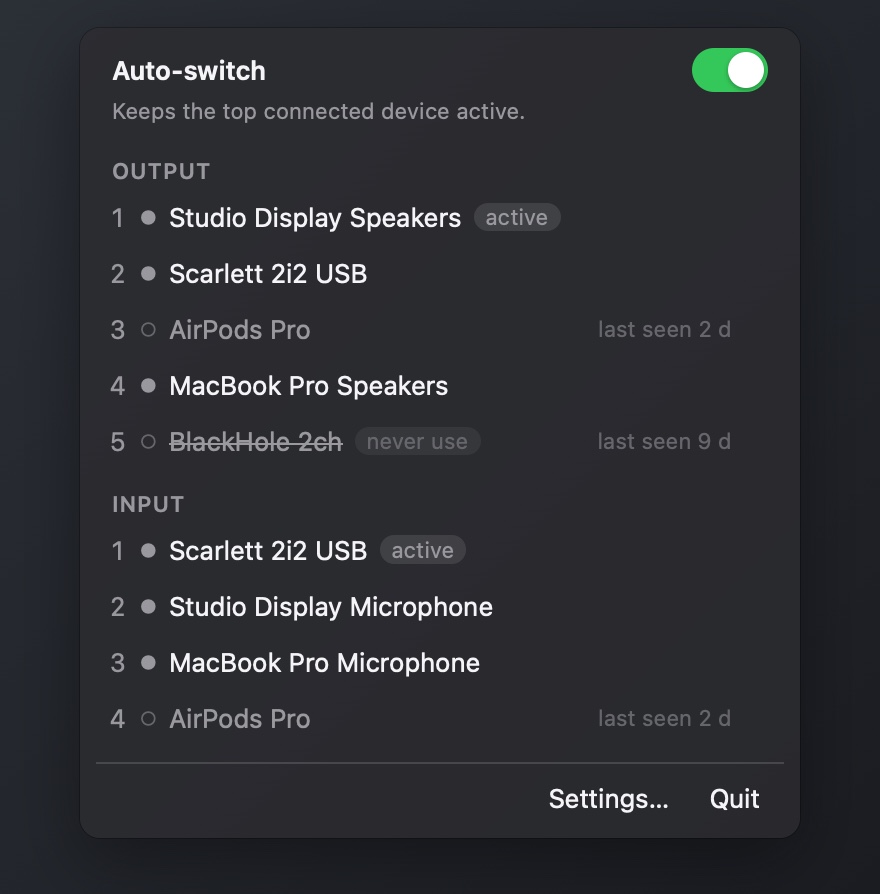 Auto-switch
Keeps the top connected device active.
OUTPUT
1 Studio Display Speakers active
2 Scarlett 2i2 USB
3 AirPods Pro last seen 2 d
4 MacBook Pro Speakers
5 BlackHole 2ch never use last seen 9 d
INPUT
1 Scarlett 2i2 USB active
2 Studio Display Microphone
3 MacBook Pro Microphone
4 AirPods Pro last seen 2 d
Settings... Quit